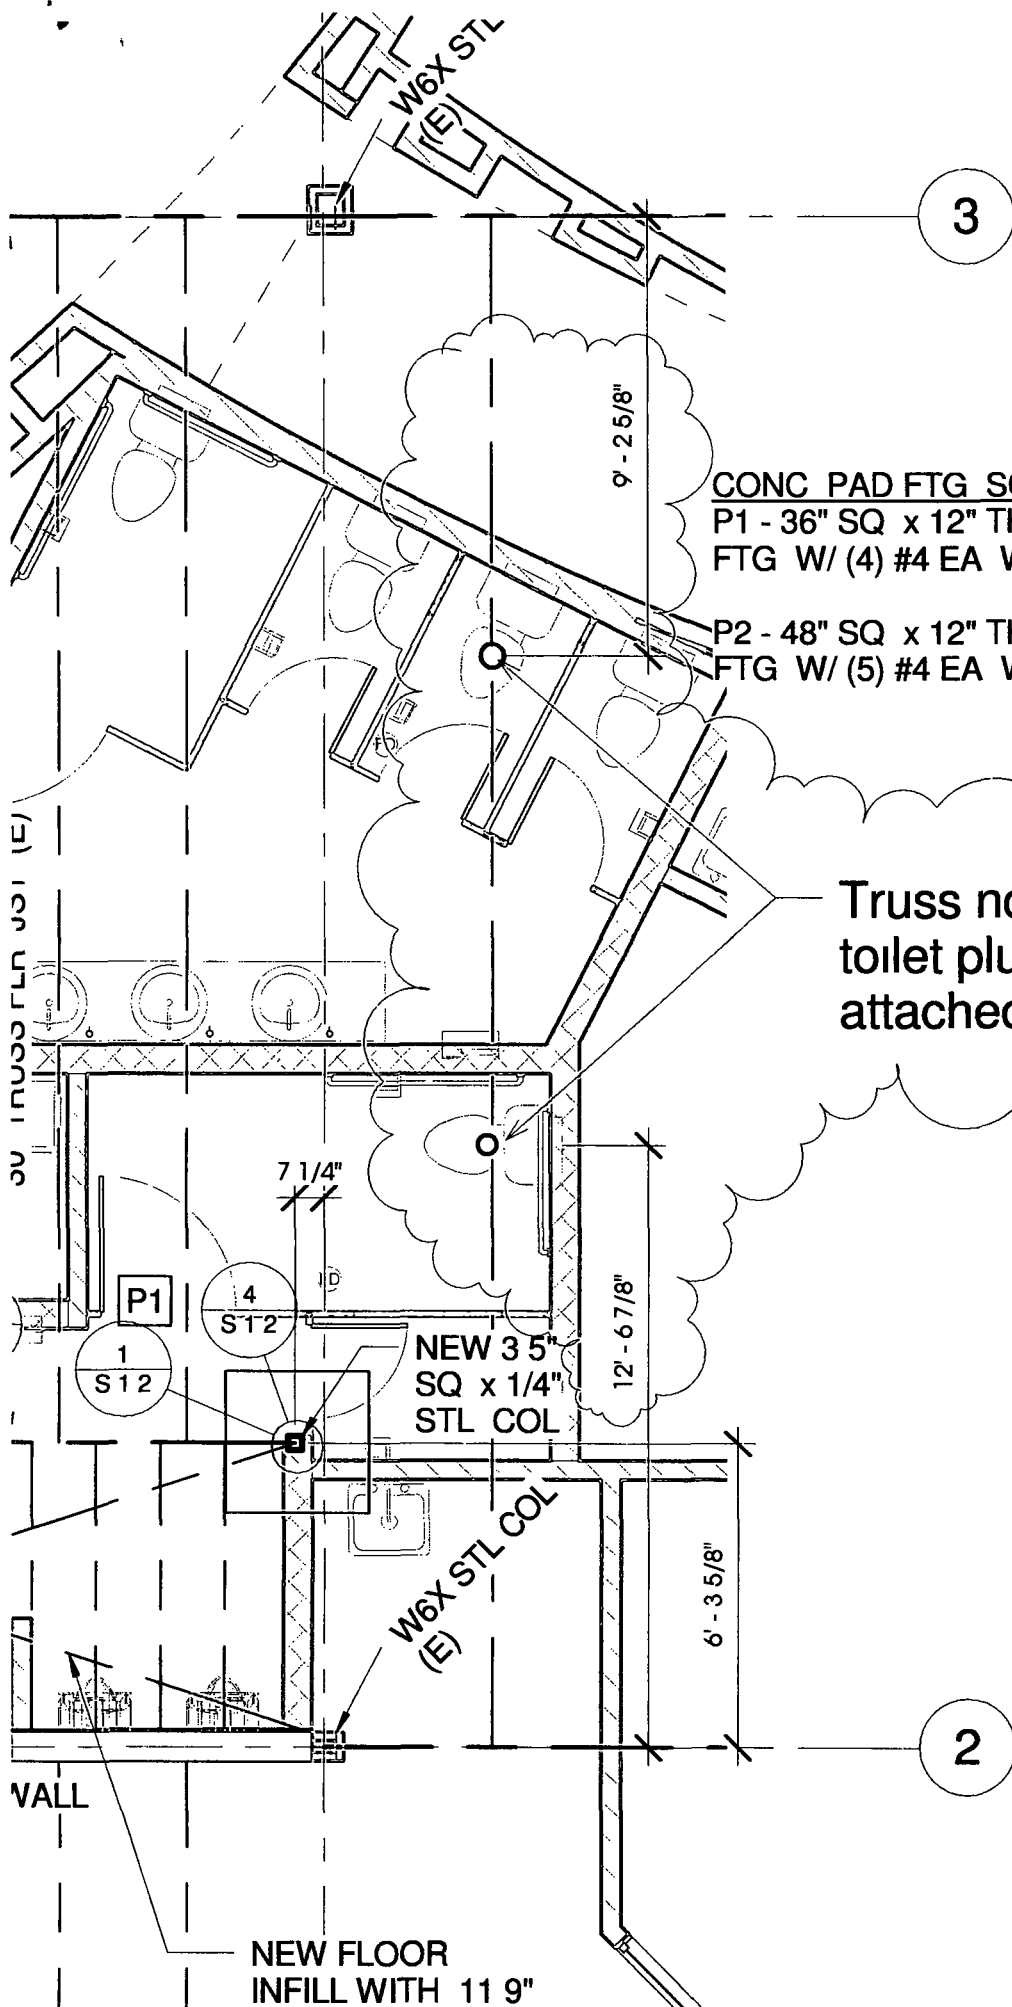 W6X STL
(E)
3
9' - 2 5/8"
CONC PAD FTG
P1 - 36" SQ x 12"
FTG W/ (4) #4 EA
P2 - 48" SQ x 12"
FTG W/ (5) #4 EA
FD
(E)
Truss
toilet
attached
7 1/4"
P1
4
S 1 2
1
S 1 2
NEW 3 5"
SQ x 1/4"
STL COL
12' - 6 7/8"
W6X STL COL
(E)
6' - 3 5/8"
2
WALL
NEW FLOOR
INFILL WITH 11 9"